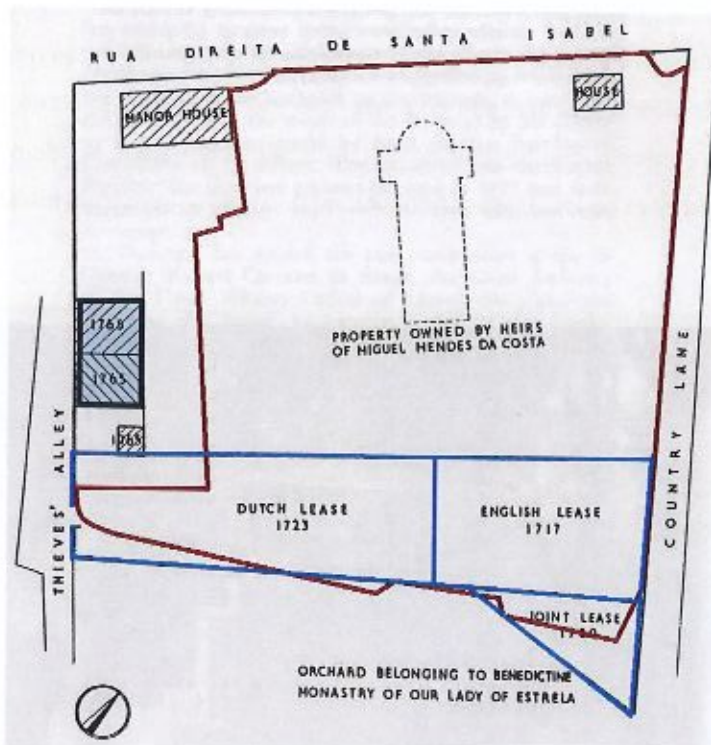 RUA DIREITA DE SANTA ISABEL
MANOR HOUSE
HOUSE
PROPERTY OWNED BY HEIRS
OF MIGUEL MENDES DA COSTA
1768
1765
1765
THIEVES' ALLEY
COUNTRY LANE
DUTCH LEASE
1723
ENGLISH LEASE
1717
JOINT LEASE
ORCHARD BELONGING TO BENEDICTINE
MONASTRY OF OUR LADY OF ESTRELA